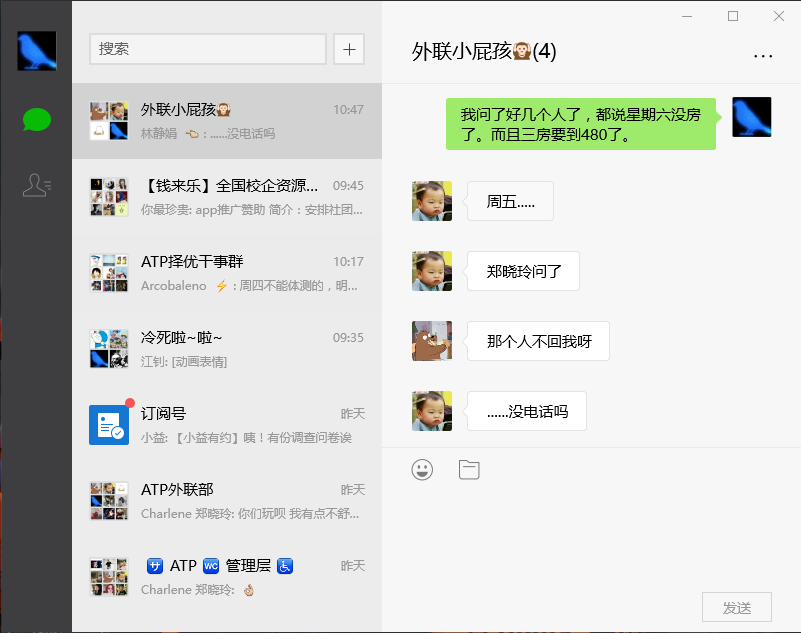 搜索
外联小屁孩🙉 10:47
林静娟 👈 : ......没电话吗
【钱来乐】全国校企资源... 09:45
你最珍贵: app推广赞助 简介：安排社团...
ATP择优干事群 10:17
Arcobaleno ⚡ : 周四不能体测的，明...
冷死啦~啦~ 09:35
江钊: [动画表情]
订阅号 昨天
小益: 【小益有约】咦！有份调查问卷诶
ATP外联部 昨天
Charlene 郑晓玲: 你们玩呗 我有点不舒...
🈂 ATP 🚾 管理层 ♿ 昨天
Charlene 郑晓玲: 👌
外联小屁孩🙉(4)
我问了好几个人了，都说星期六没房
了。而且三房要到480了。
周五.....
郑晓玲问了
那个人不回我呀
......没电话吗
发送